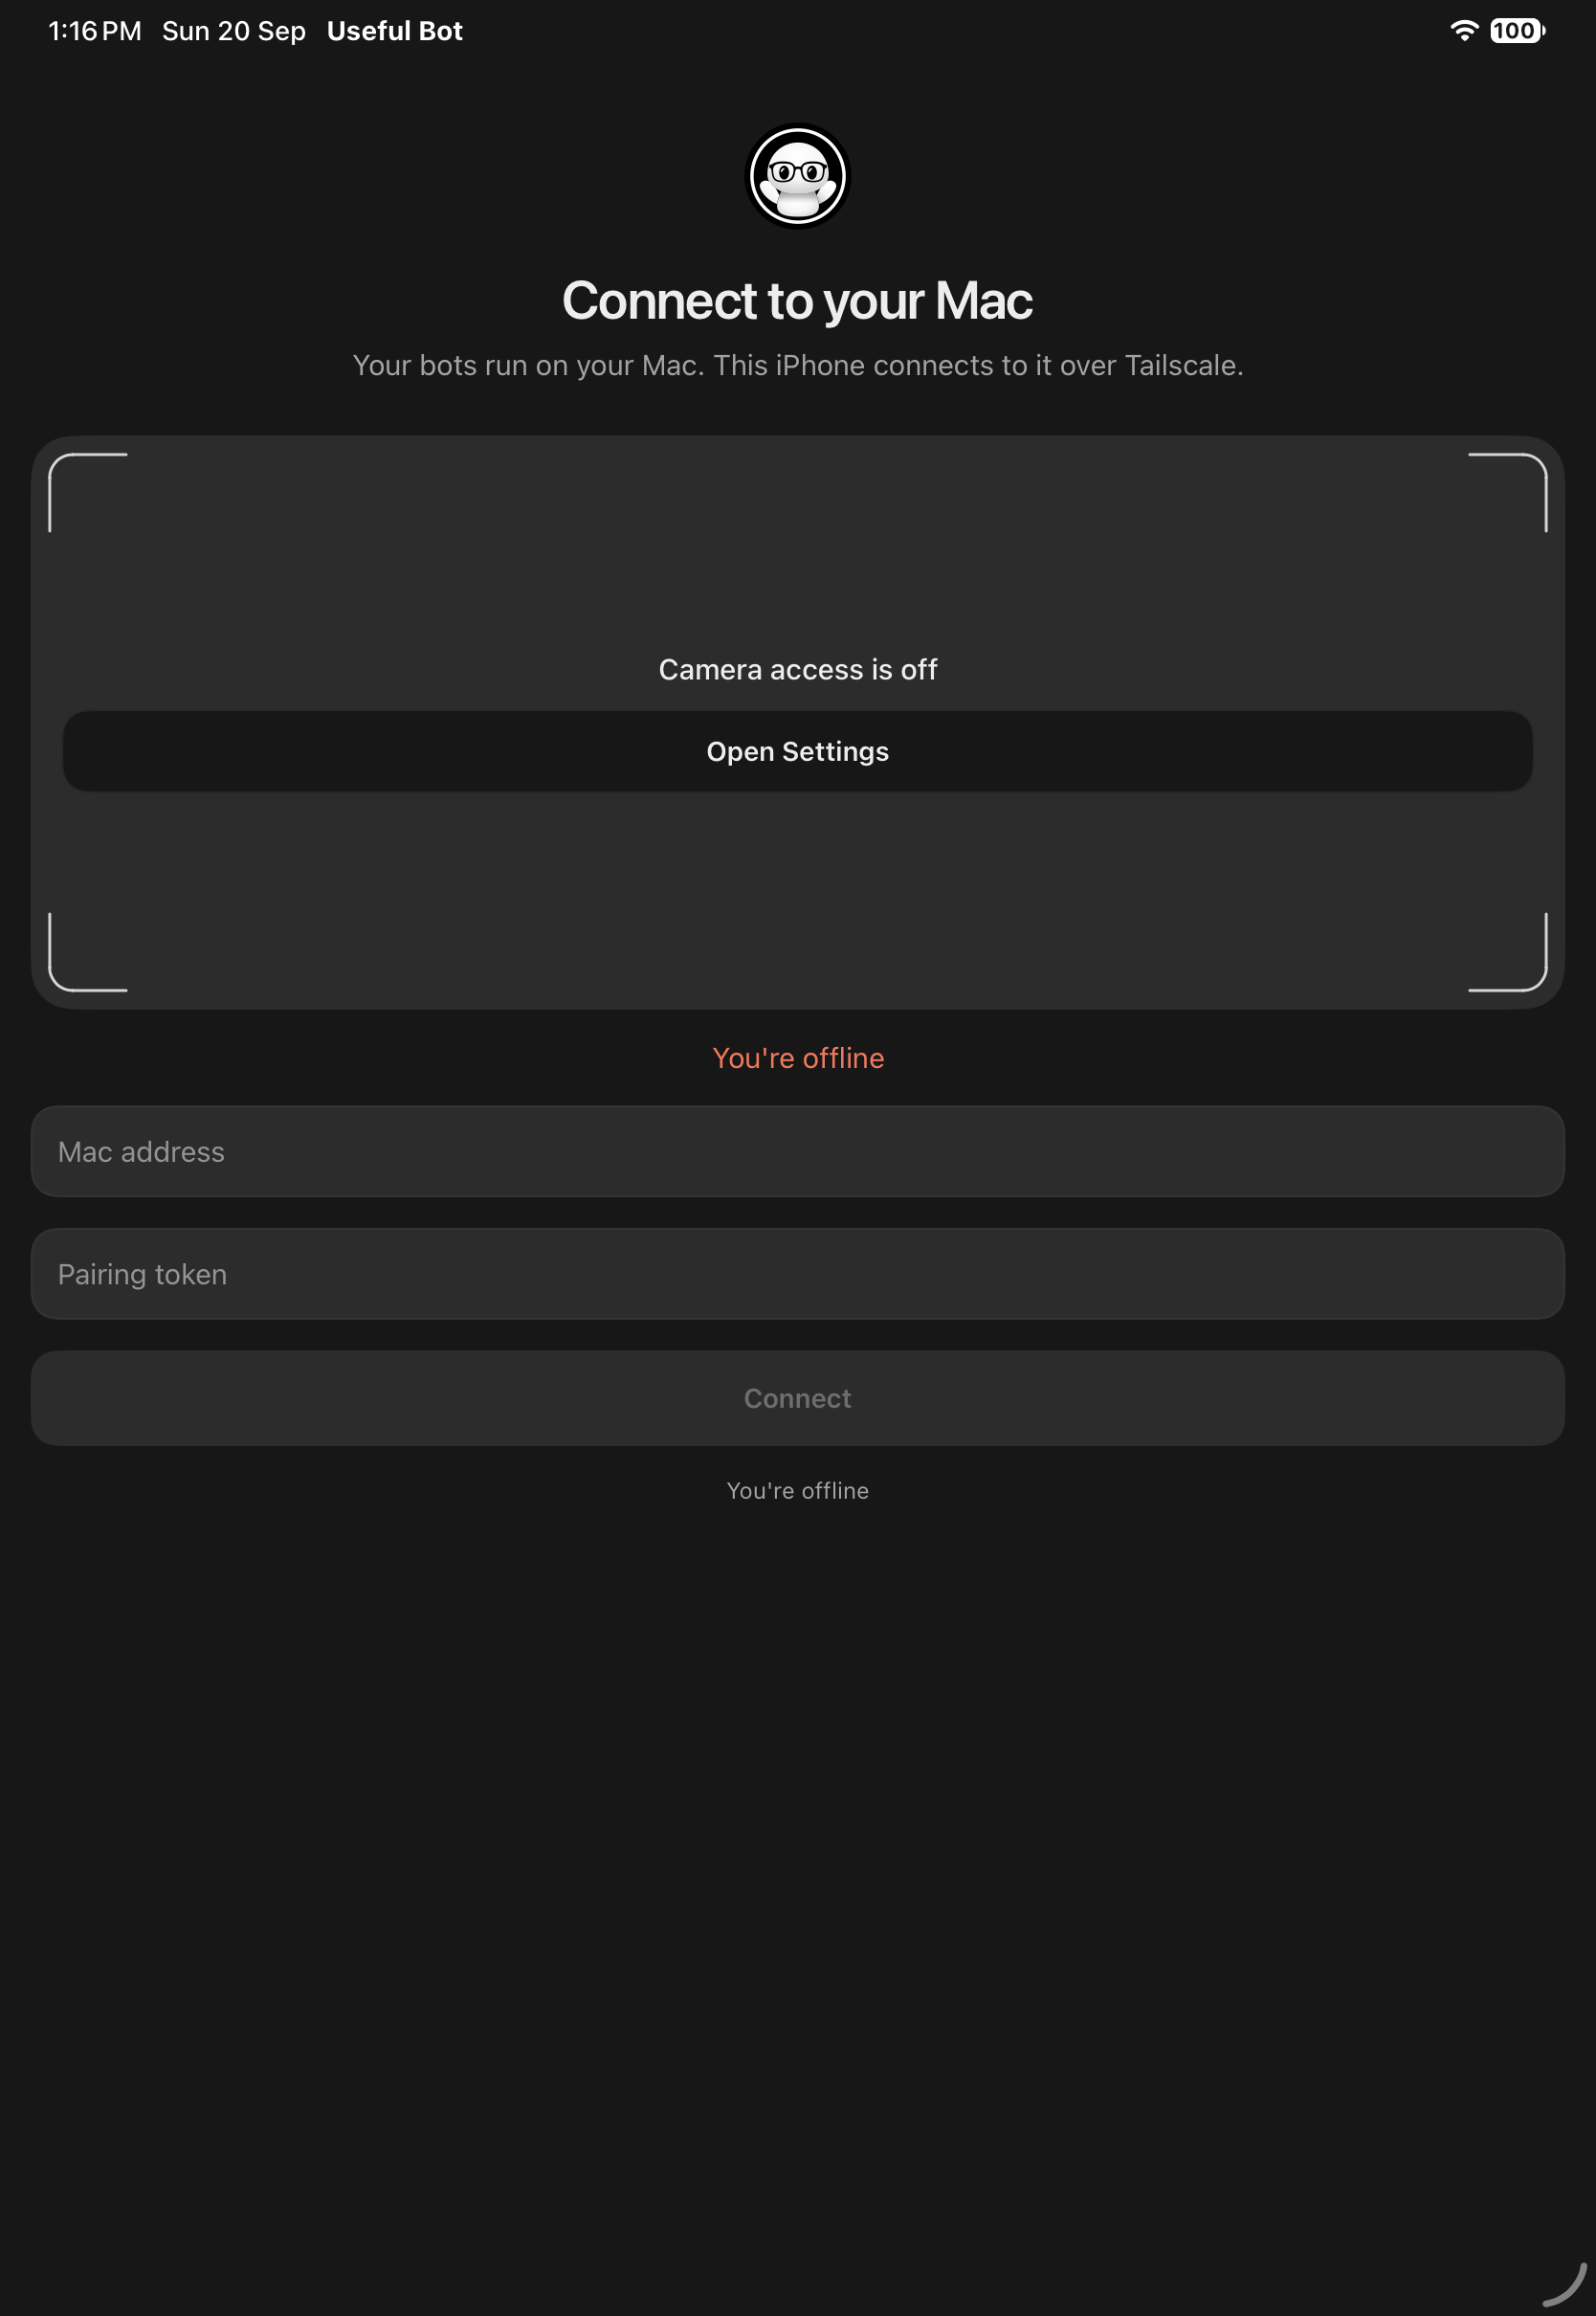 1:16 PM Sun 20 Sep Useful Bot 100
Connect to your Mac
Your bots run on your Mac. This iPhone connects to it over Tailscale.
Camera access is off
Open Settings
You're offline
Mac address
Pairing token
Connect
You're offline